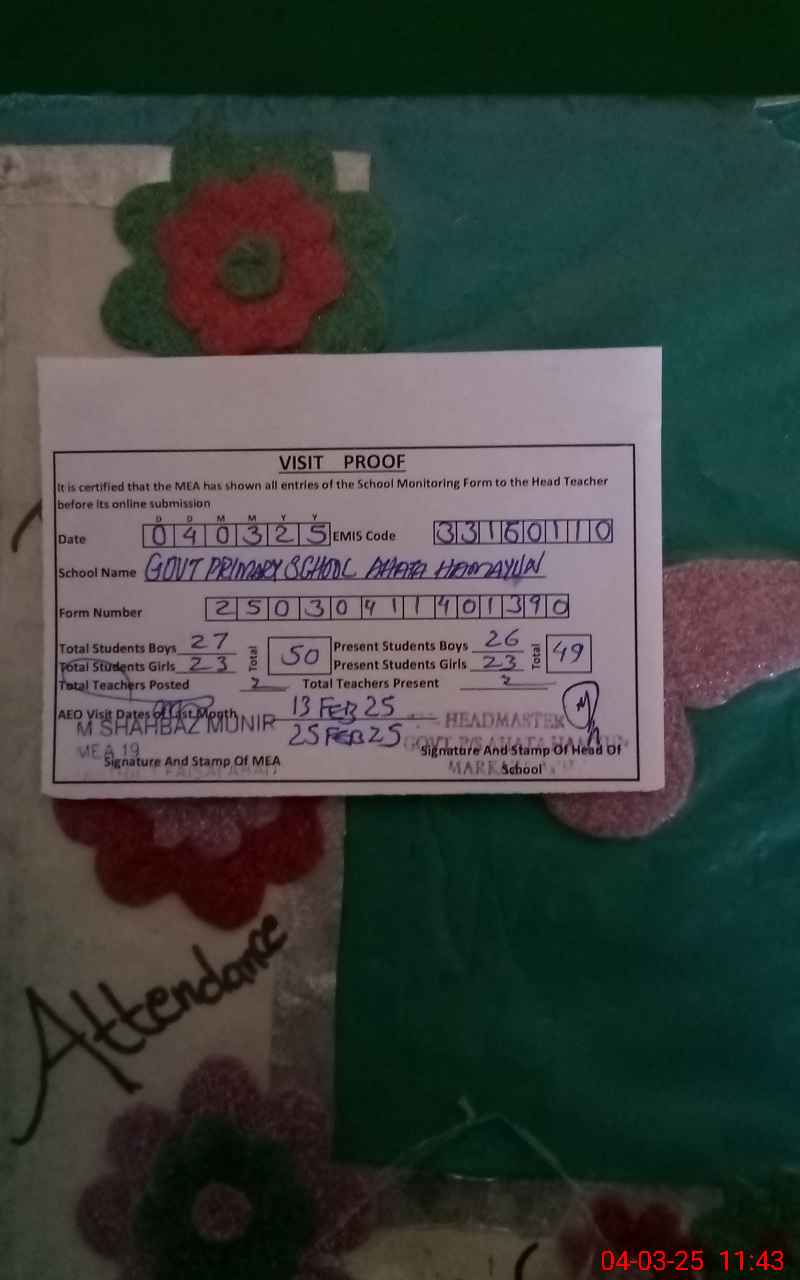 VISIT PROOF
It is certified that the MEA has shown all entries of the School Monitoring Form to the Head Teacher
before its online submission
D D M M Y Y
Date 0 4 0 3 2 5 EMIS Code 3 3 1 6 0 1 1 0
School Name GOVT PRIMARY SCHOOL AHATA HAMAYUN
Form Number 2 5 0 3 0 4 1 1 4 0 1 3 9 0
Total Students Boys 27 Total 50 Present Students Boys 26 Total 49
Total Students Girls 23 Present Students Girls 23
Total Teachers Posted 2 Total Teachers Present 2
AEO Visit Dates of Last Month 13 FEB 25
25 FEB 25
M SHAHBAZ MUNIR
MEA 19
Signature And Stamp Of MEA
HEADMASTER
GOVT P/S AHATA
Signature And Stamp Of Head Of
School
Attendance
04-03-25 11:43